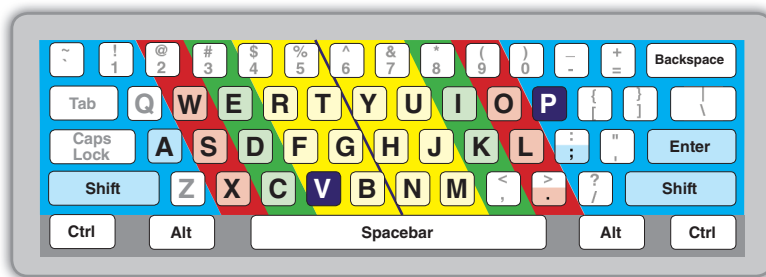 ~ ` ! 1 @ 2 # 3 $ 4 % 5 ^ 6 & 7 * 8 ( 9 ) 0 _ - + = Backspace
Tab Q W E R T Y U I O P { [ } ] | \
Caps Lock A S D F G H J K L : ; " ' Enter
Shift Z X C V B N M < , > . ? / Shift
Ctrl Alt Spacebar Alt Ctrl